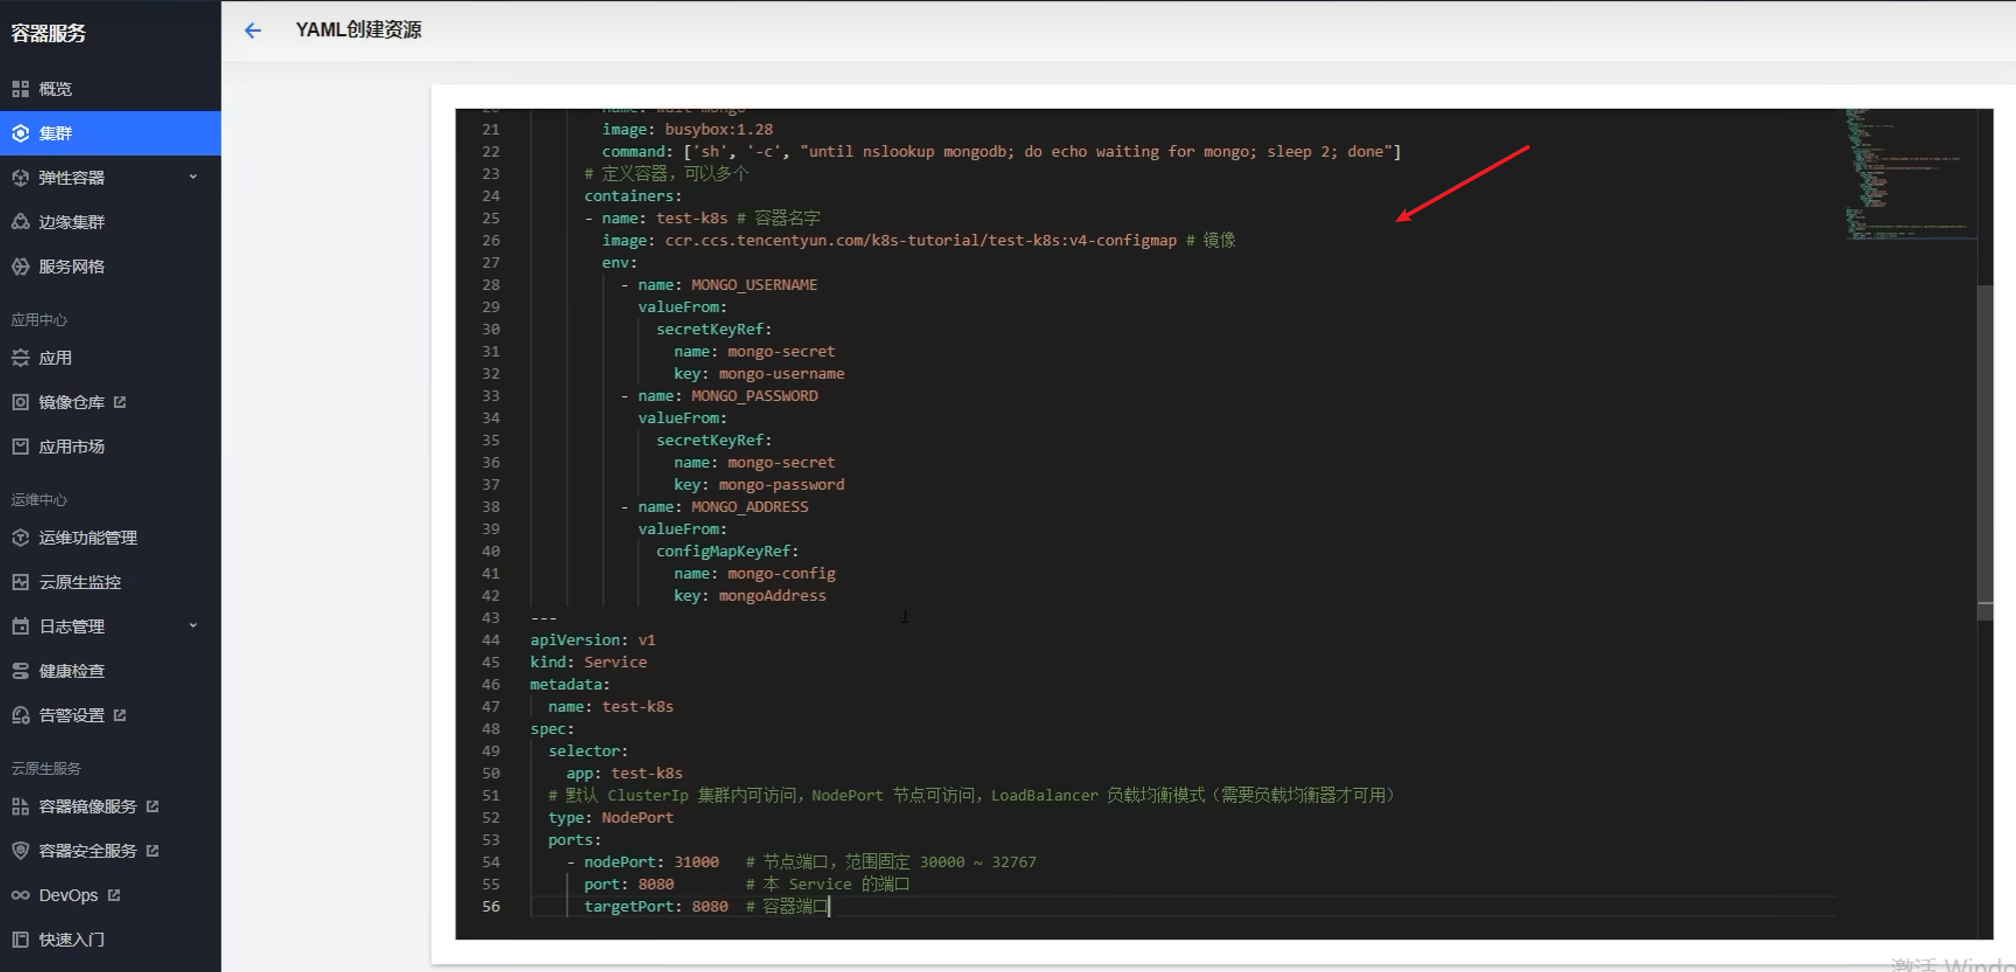 容器服务
概览
集群
弹性容器
边缘集群
服务网格
应用中心
应用
镜像仓库
应用市场
运维中心
运维功能管理
云原生监控
日志管理
健康检查
告警设置
云原生服务
容器镜像服务
容器安全服务
DevOps
快速入门
YAML创建资源
20 name: wait-mongo
21 image: busybox:1.28
22 command: ['sh', '-c', "until nslookup mongodb; do echo waiting for mongo; sleep 2; done"]
23 # 定义容器，可以多个
24 containers:
25 - name: test-k8s # 容器名字
26 image: ccr.ccs.tencentyun.com/k8s-tutorial/test-k8s:v4-configmap # 镜像
27 env:
28 - name: MONGO_USERNAME
29 valueFrom:
30 secretKeyRef:
31 name: mongo-secret
32 key: mongo-username
33 - name: MONGO_PASSWORD
34 valueFrom:
35 secretKeyRef:
36 name: mongo-secret
37 key: mongo-password
38 - name: MONGO_ADDRESS
39 valueFrom:
40 configMapKeyRef:
41 name: mongo-config
42 key: mongoAddress
43 ---
44 apiVersion: v1
45 kind: Service
46 metadata:
47 name: test-k8s
48 spec:
49 selector:
50 app: test-k8s
51 # 默认 ClusterIp 集群内可访问，NodePort 节点可访问，LoadBalancer 负载均衡模式（需要负载均衡器才可用）
52 type: NodePort
53 ports:
54 - nodePort: 31000 # 节点端口，范围固定 30000 ~ 32767
55 port: 8080 # 本 Service 的端口
56 targetPort: 8080 # 容器端口
激活 Windo